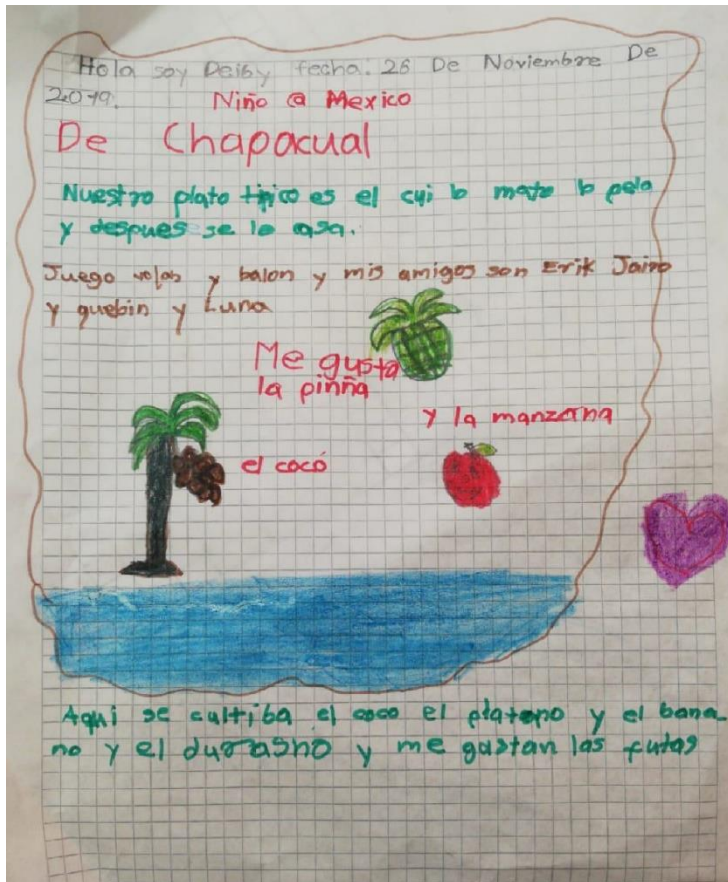 Hola soy Deiby fecha. 26 De Noviembre De
2019.
Niño @ Mexico
De Chapacual
Nuestro plato tipico es el cui lo mato lo pela
y despues se lo asa.
Juego y balon y mis amigos son Erik Jairo
y quebin y Luna
Me gusta
la pinña
y la manzana
el cocó
Aqui se cultiba el coco el platano y el bana-
no y el durasno y me gustan las futas